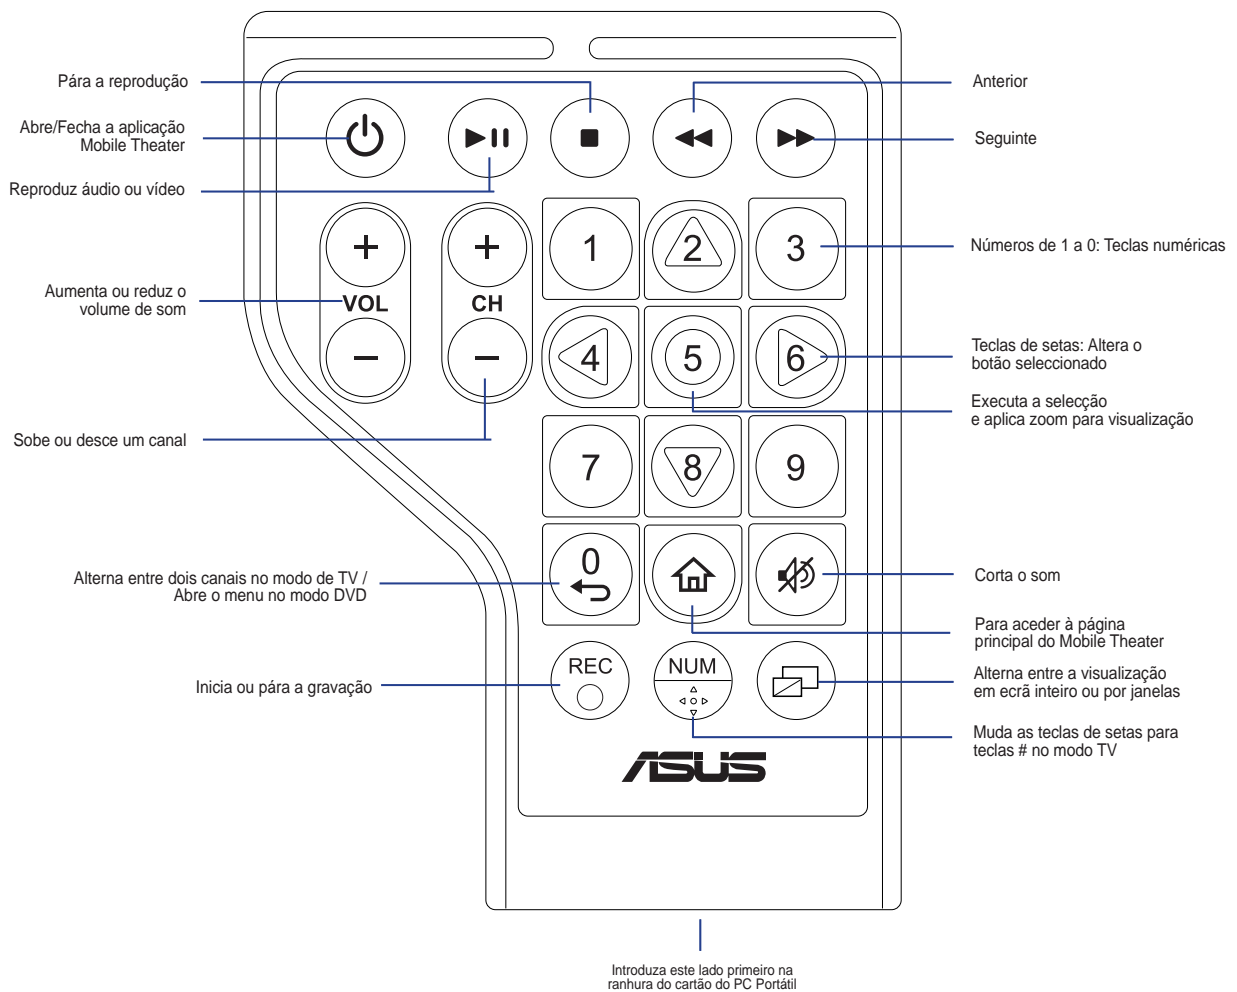 Pára a reprodução
Abre/Fecha a aplicação
Mobile Theater
Reproduz áudio ou vídeo
Aumenta ou reduz o
volume de som
Sobe ou desce um canal
Alterna entre dois canais no modo de TV /
Abre o menu no modo DVD
Inicia ou pára a gravação
VOL
CH
1
2
3
4
5
6
7
8
9
0
REC
NUM
ASUS
Anterior
Seguinte
Números de 1 a 0: Teclas numéricas
Teclas de setas: Altera o
botão seleccionado
Executa a selecção
e aplica zoom para visualização
Corta o som
Para aceder à página
principal do Mobile Theater
Alterna entre a visualização
em ecrã inteiro ou por janelas
Muda as teclas de setas para
teclas # no modo TV
Introduza este lado primeiro na
ranhura do cartão do PC Portátil